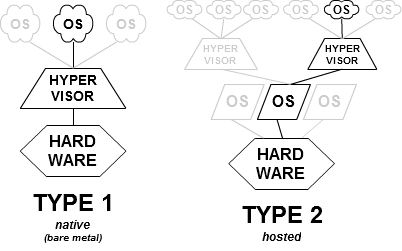 OS
OS
OS
HYPER
VISOR
HARD
WARE
TYPE 1
native
(bare metal)
OS
OS
OS
OS
OS
OS
HYPER
VISOR
HYPER
VISOR
OS
OS
OS
HARD
WARE
TYPE 2
hosted